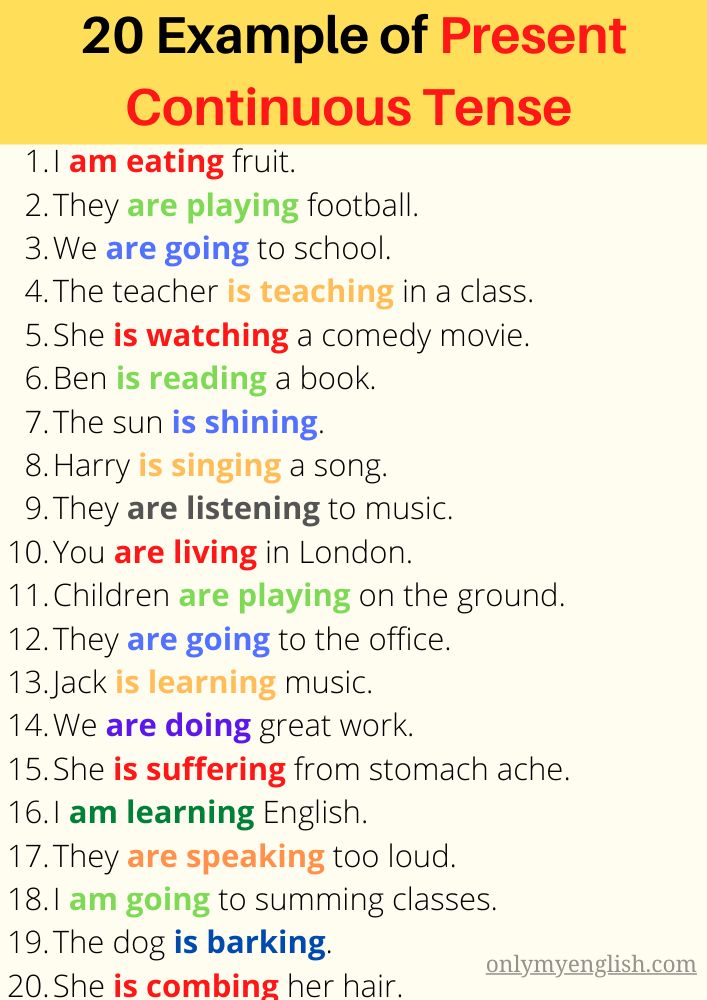 20 Example of Present
Continuous Tense
1. I am eating fruit.
2. They are playing football.
3. We are going to school.
4. The teacher is teaching in a class.
5. She is watching a comedy movie.
6. Ben is reading a book.
7. The sun is shining.
8. Harry is singing a song.
9. They are listening to music.
10. You are living in London.
11. Children are playing on the ground.
12. They are going to the office.
13. Jack is learning music.
14. We are doing great work.
15. She is suffering from stomach ache.
16. I am learning English.
17. They are speaking too loud.
18. I am going to summing classes.
19. The dog is barking.
20. She is combing her hair.
onlymyenglish.com